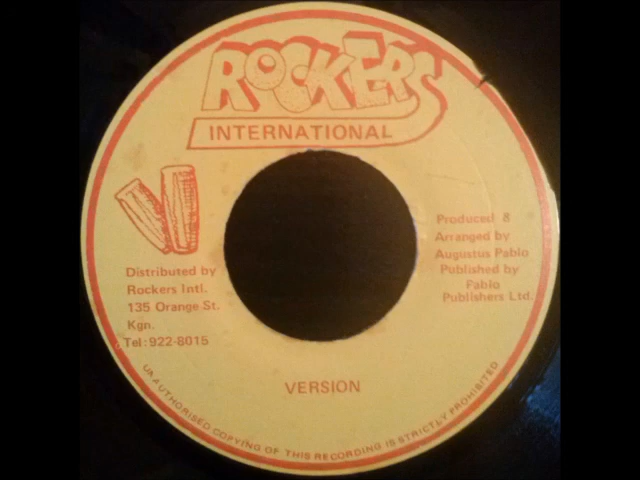 ROCKERS
INTERNATIONAL
Distributed by
Rockers Intl.
135 Orange St.
Kgn.
Tel:922-8015
Produced &
Arranged by
Augustus Pablo
Published by
Pablo
Publishers Ltd.
VERSION
UNAUTHORISED COPYING OF THIS RECORDING IS STRICTLY PROHIBITED